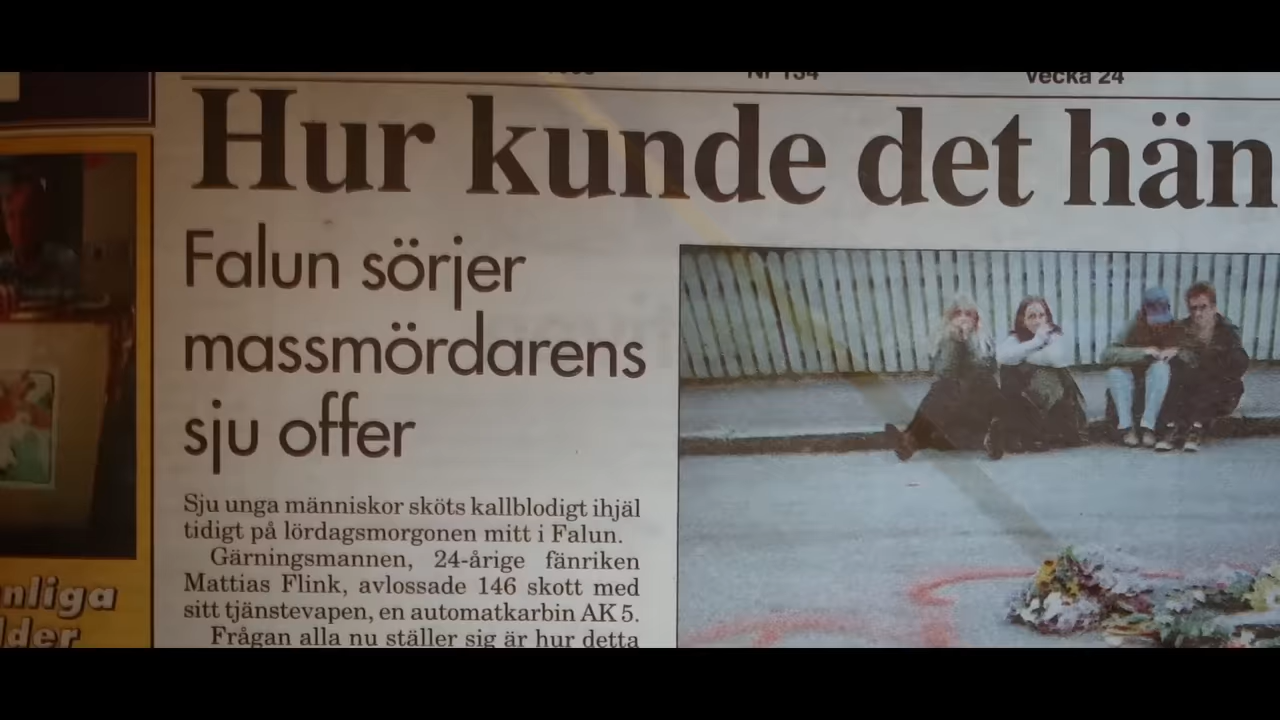 Nr 134
Vecka 24
Hur kunde det hän
Falun sörjer
massmördarens
sju offer
Sju unga människor sköts kallblodigt ihjäl
tidigt på lördagsmorgonen mitt i Falun.
Gärningsmannen, 24-årige fänriken
Mattias Flink, avlossade 146 skott med
sitt tjänstevapen, en automatkarbin AK 5.
Frågan alla nu ställer sig är hur detta
nliga
lder